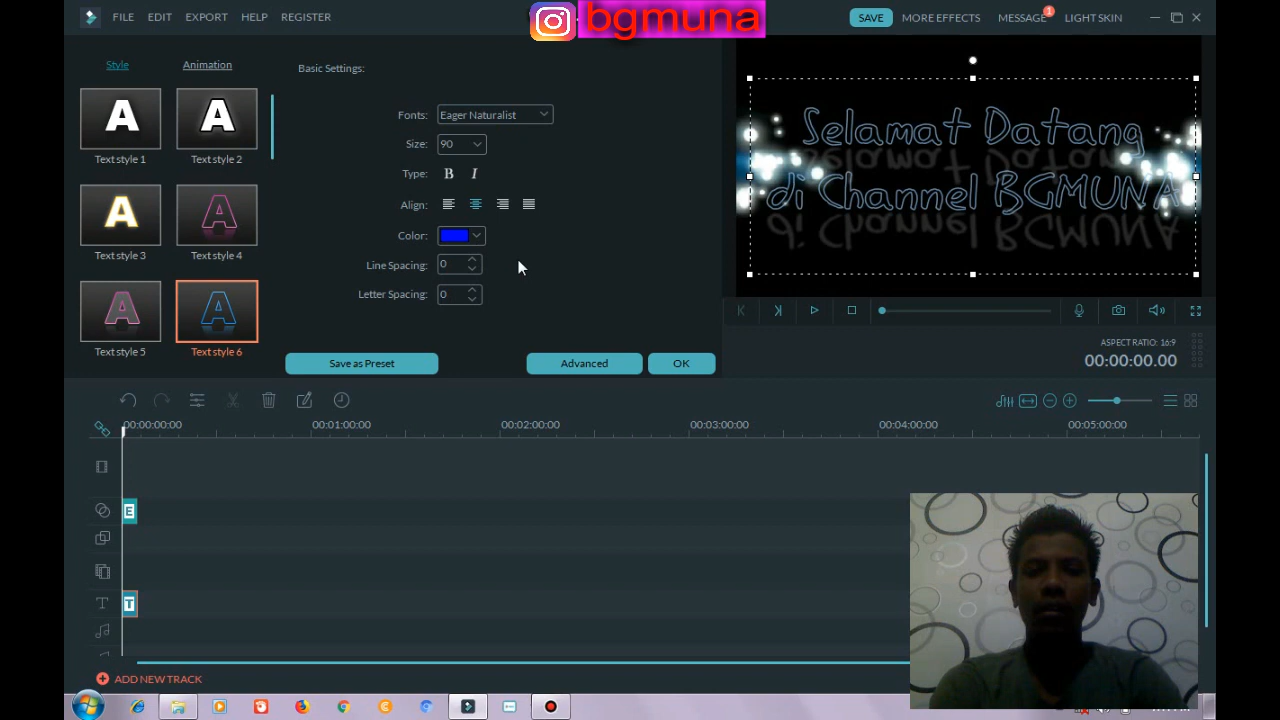 FILE EDIT EXPORT HELP REGISTER
bgmuna
SAVE MORE EFFECTS MESSAGE 1 LIGHT SKIN
Style Animation
Text style 1
Text style 2
Text style 3
Text style 4
Text style 5
Text style 6
Basic Settings:
Fonts: Eager Naturalist
Size: 90
Type: B I
Align:
Color:
Line Spacing: 0
Letter Spacing: 0
Save as Preset Advanced OK
Selamat Datang
di Channel BGMUNA
ASPECT RATIO: 16:9
00:00:00.00
00:00:00:00 00:01:00:00 00:02:00:00 00:03:00:00 00:04:00:00 00:05:00:00
E
T
ADD NEW TRACK